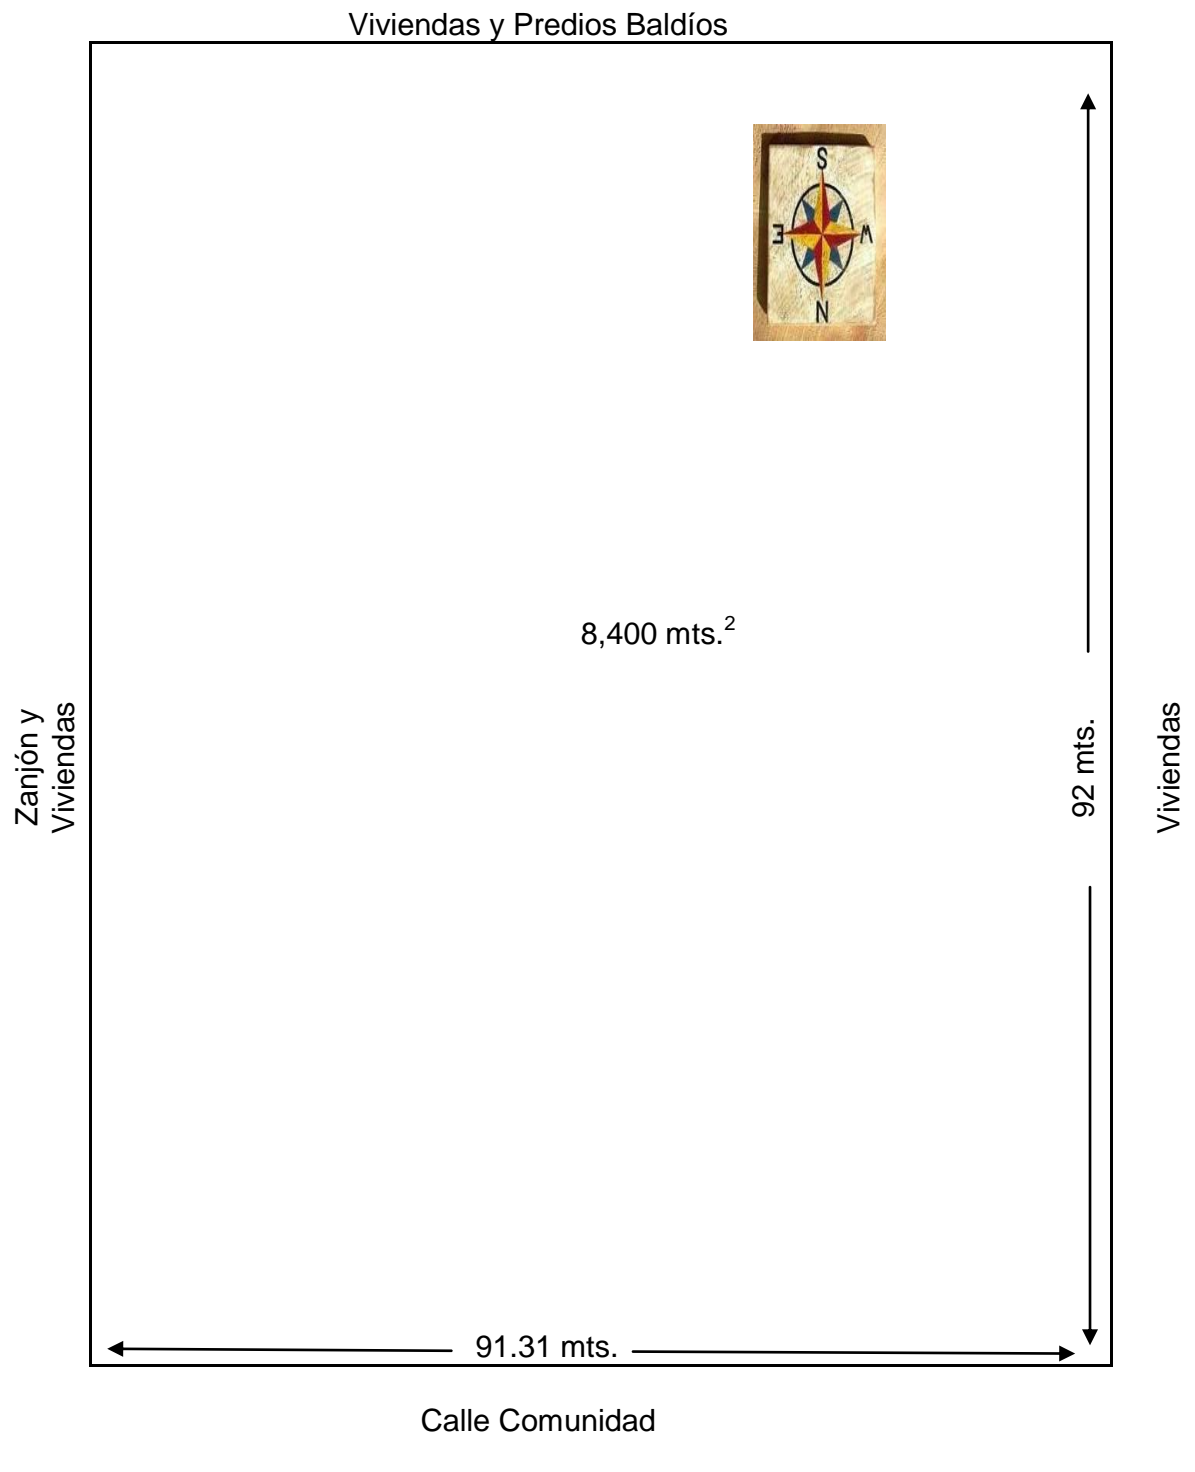 Viviendas y Predios Baldíos
S
E W
N
8,400 mts.²
Zanjón y
Viviendas
92 mts.
Viviendas
91.31 mts.
Calle Comunidad